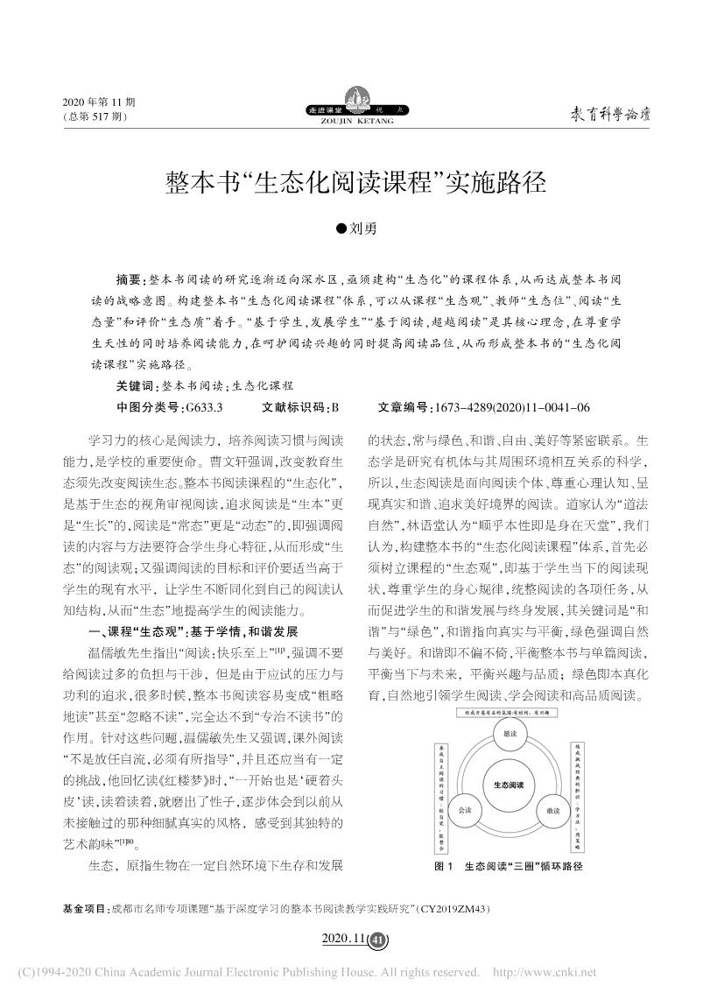 2020 年第 11 期
(总第 517 期)
走进课堂 视 点
ZOUJIN KETANG
教育科学论坛
整本书“生态化阅读课程”实施路径
●刘勇
摘要:整本书阅读的研究逐渐迈向深水区,亟须建构“生态化”的课程体系,从而达成整本书阅
读的战略意图。构建整本书“生态化阅读课程”体系,可以从课程“生态观”、教师“生态位”、阅读“生
态量”和评价“生态质”着手。“基于学生,发展学生”“基于阅读,超越阅读”是其核心理念,在尊重学
生天性的同时培养阅读能力,在呵护阅读兴趣的同时提高阅读品位,从而形成整本书的“生态化阅
读课程”实施路径。
关键词:整本书阅读;生态化课程
中图分类号:G633.3 文献标识码:B 文章编号:1673-4289(2020)11-0041-06
学习力的核心是阅读力，培养阅读习惯与阅读
能力,是学校的重要使命。曹文轩强调,改变教育生
态须先改变阅读生态。整本书阅读课程的“生态化”,
是基于生态的视角审视阅读,追求阅读是“生本”更
是“生长”的,阅读是“常态”更是“动态”的,即强调阅
读的内容与方法要符合学生身心特征,从而形成“生
态”的阅读观;又强调阅读的目标和评价要适当高于
学生的现有水平，让学生不断同化到自己的阅读认
知结构,从而“生态”地提高学生的阅读能力。
一、课程“生态观”:基于学情,和谐发展
温儒敏先生指出“阅读:快乐至上”[1]3,强调不要
给阅读过多的负担与干涉，但是由于应试的压力与
功利的追求,很多时候,整本书阅读容易变成“粗略
地读”甚至“忽略不读”,完全达不到“专治不读书”的
作用。针对这些问题,温儒敏先生又强调,课外阅读
“不是放任自流,必须有所指导”,并且还应当有一定
的挑战,他回忆读《红楼梦》时,“一开始也是‘硬着头
皮’读,读着读着,就磨出了性子,逐步体会到以前从
未接触过的那种细腻真实的风格，感受到其独特的
艺术韵味”[1]80。
生态，原指生物在一定自然环境下生存和发展
的状态,常与绿色、和谐、自由、美好等紧密联系。生
态学是研究有机体与其周围环境相互关系的科学,
所以,生态阅读是面向阅读个体、尊重心理认知、呈
现真实和谐、追求美好境界的阅读。道家认为“道法
自然”,林语堂认为“顺乎本性即是身在天堂”,我们
认为,构建整本书的“生态化阅读课程”体系,首先必
须树立课程的“生态观”,即基于学生当下的阅读现
状,尊重学生的身心规律,统整阅读的各项任务,从
而促进学生的和谐发展与终身发展,其关键词是“和
谐”与“绿色”,和谐指向真实与平衡,绿色强调自然
与美好。和谐即不偏不倚,平衡整本书与单篇阅读,
平衡当下与未来，平衡兴趣与品质；绿色即本真化
育,自然地引领学生阅读、学会阅读和高品质阅读。
形成开卷有益的氛围:有时间、有兴趣
愿读
养成自主阅读的习惯:较自觉、能整合
生态阅读
练成挑战经典的胆识:学方法、用策略
会读
敢读
图 1 生态阅读“三圈”循环路径
基金项目:成都市名师专项课题“基于深度学习的整本书阅读教学实践研究”(CY2019ZM43)
2020.11 41
(C)1994-2020 China Academic Journal Electronic Publishing House. All rights reserved. http://www.cnki.net